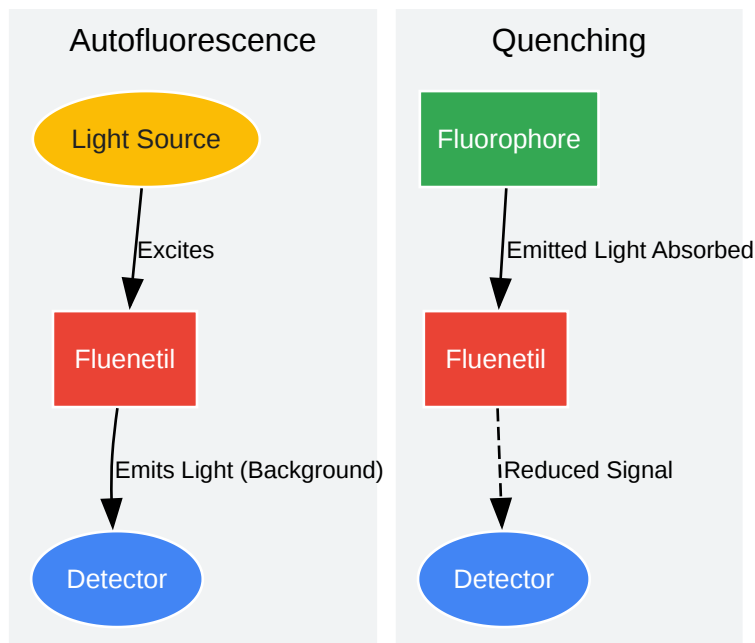 Autofluorescence
Light Source
Excites
Fluenetil
Emits Light (Background)
Detector
Quenching
Fluorophore
Emitted Light Absorbed
Fluenetil
Reduced Signal
Detector